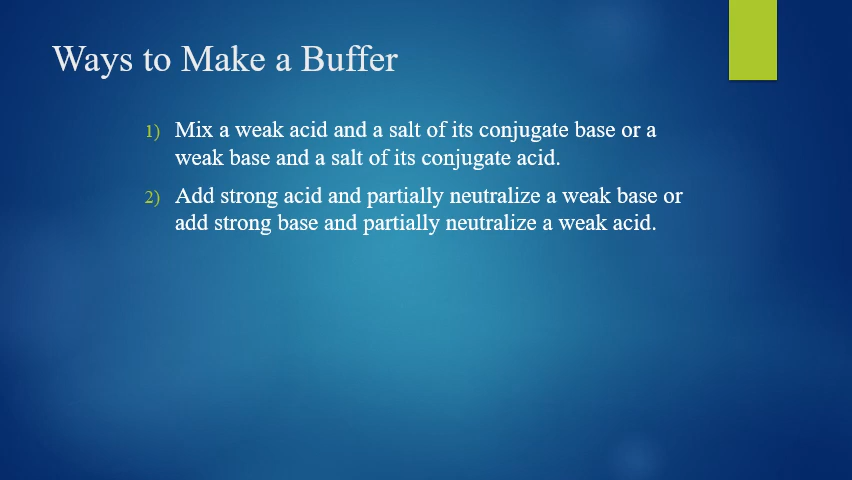 Ways to Make a Buffer
1) Mix a weak acid and a salt of its conjugate base or a
weak base and a salt of its conjugate acid.
2) Add strong acid and partially neutralize a weak base or
add strong base and partially neutralize a weak acid.